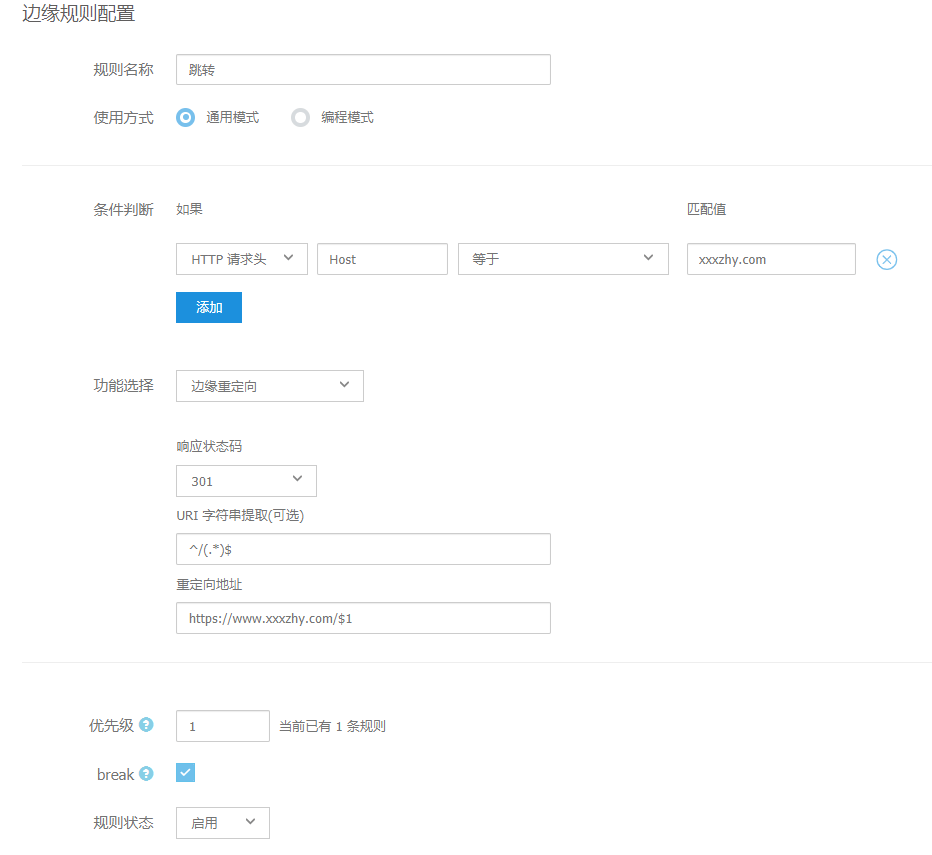 边缘规则配置
规则名称 跳转
使用方式 通用模式 编程模式
条件判断 如果 匹配值
HTTP 请求头 Host 等于 xxxzhy.com
添加
功能选择 边缘重定向
响应状态码
301
URI 字符串提取(可选)
^/(.*)$
重定向地址
https://www.xxxzhy.com/$1
优先级 ? 1 当前已有 1 条规则
break ?
规则状态 启用